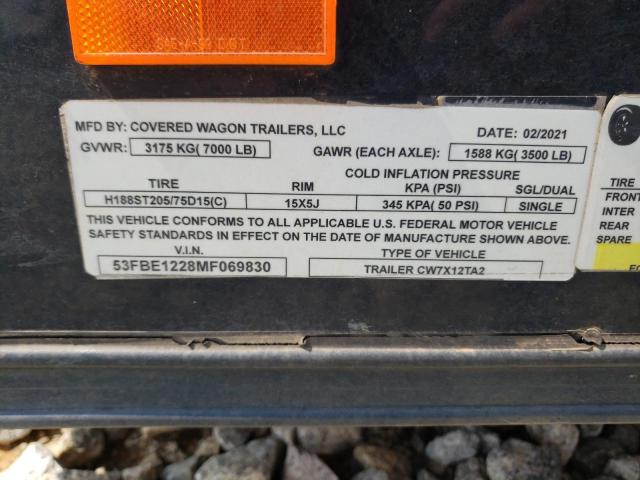 MFD BY: COVERED WAGON TRAILERS, LLC DATE: 02/2021
GVWR: 3175 KG( 7000 LB) GAWR (EACH AXLE): 1588 KG( 3500 LB)
COLD INFLATION PRESSURE
TIRE RIM KPA (PSI) SGL/DUAL
H188ST205/75D15(C) 15X5J 345 KPA( 50 PSI) SINGLE
THIS VEHICLE CONFORMS TO ALL APPLICABLE U.S. FEDERAL MOTOR VEHICLE
SAFETY STANDARDS IN EFFECT ON THE DATE OF MANUFACTURE SHOWN ABOVE.
V.I.N. TYPE OF VEHICLE
53FBE1228MF069830 TRAILER CW7X12TA2
TIRE
FRONT
INTER
REAR
SPARE